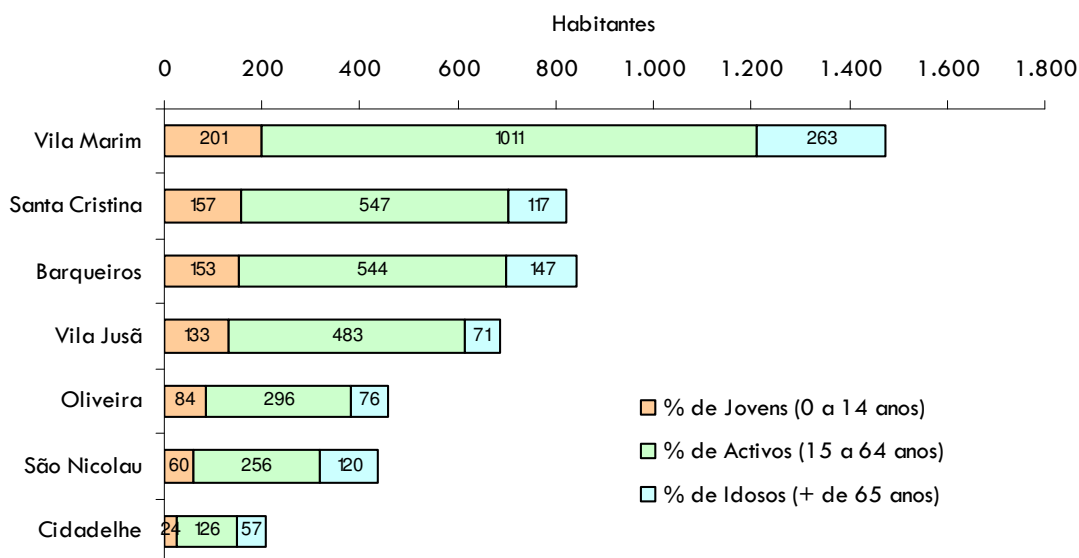 Habitantes
0 200 400 600 800 1.000 1.200 1.400 1.600 1.800
Vila Marim 201 1011 263
Santa Cristina 157 547 117
Barqueiros 153 544 147
Vila Jusã 133 483 71
Oliveira 84 296 76
São Nicolau 60 256 120
Cidadelhe 24 126 57
% de Jovens (0 a 14 anos)
% de Activos (15 a 64 anos)
% de Idosos (+ de 65 anos)